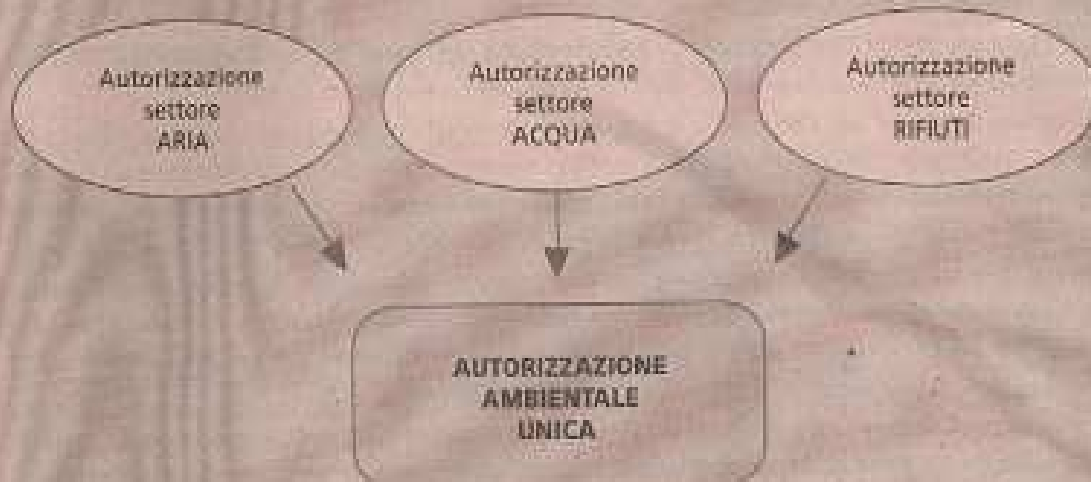 Autorizzazione
settore
ARIA
Autorizzazione
settore
ACQUA
Autorizzazione
settore
RIFIUTI
AUTORIZZAZIONE
AMBIENTALE
UNICA